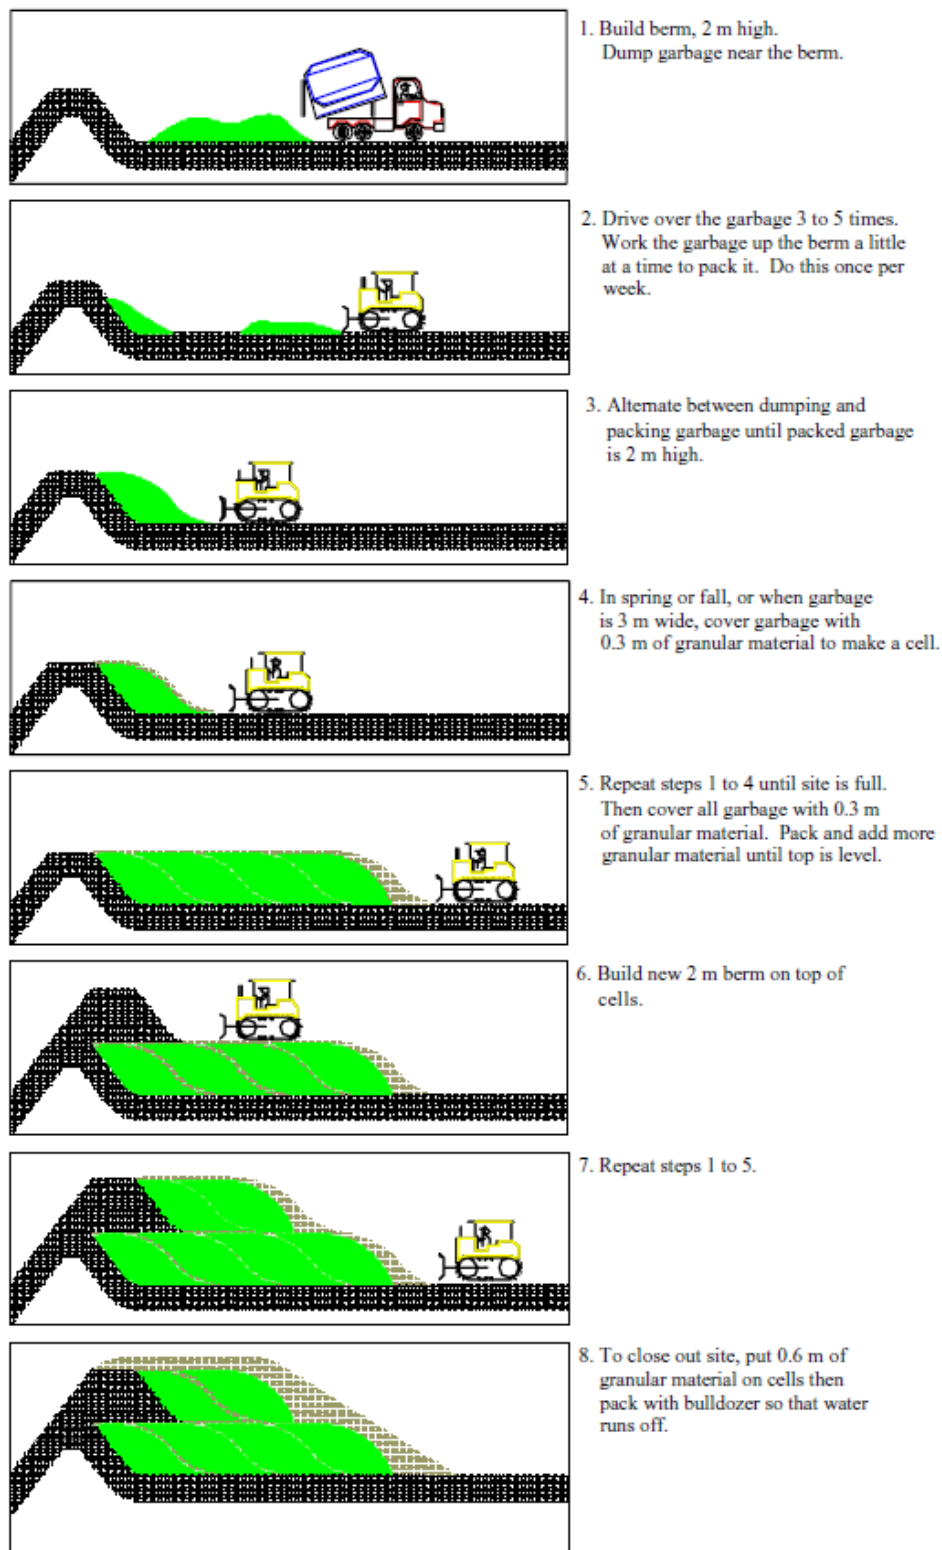 1. Build berm, 2 m high.
Dump garbage near the berm.
2. Drive over the garbage 3 to 5 times.
Work the garbage up the berm a little
at a time to pack it. Do this once per
week.
3. Alternate between dumping and
packing garbage until packed garbage
is 2 m high.
4. In spring or fall, or when garbage
is 3 m wide, cover garbage with
0.3 m of granular material to make a cell.
5. Repeat steps 1 to 4 until site is full.
Then cover all garbage with 0.3 m
of granular material. Pack and add more
granular material until top is level.
6. Build new 2 m berm on top of
cells.
7. Repeat steps 1 to 5.
8. To close out site, put 0.6 m of
granular material on cells then
pack with bulldozer so that water
runs off.